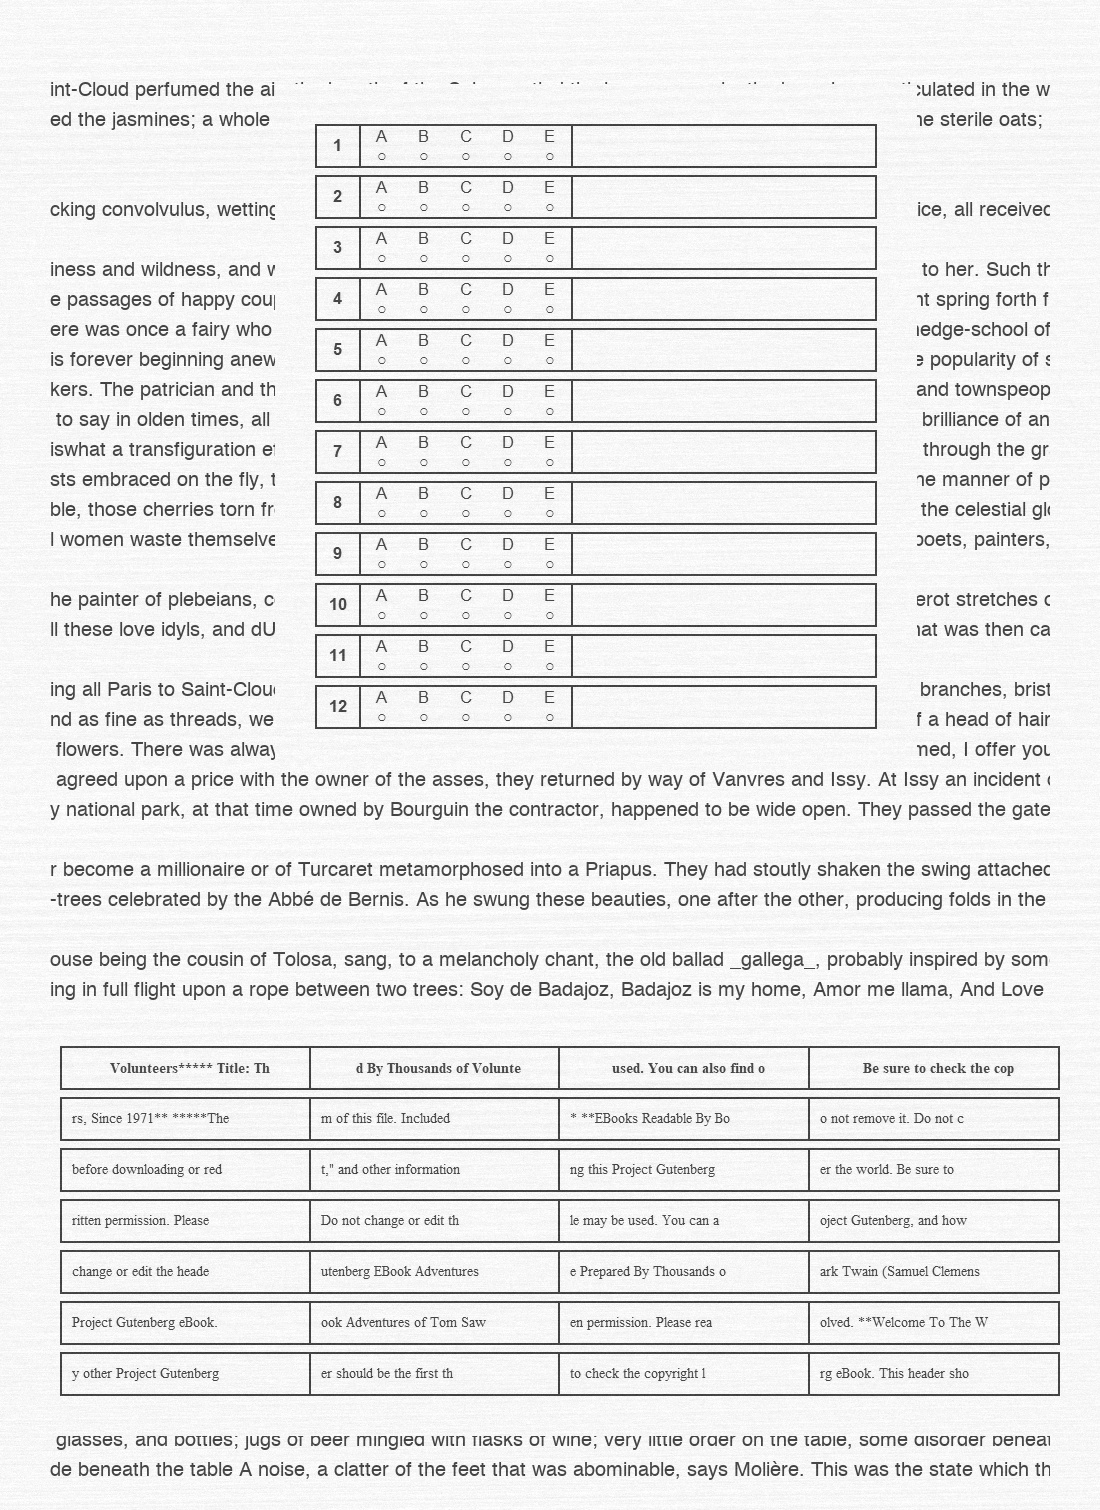 int-Cloud perfumed the ai culated in the w
ed the jasmines; a whole ne sterile oats;
cking convolvulus, wetting ice, all received
iness and wildness, and w to her. Such th
e passages of happy coup nt spring forth f
ere was once a fairy who hedge-school of
is forever beginning anew e popularity of s
kers. The patrician and th and townspeop
to say in olden times, all brilliance of an
iswhat a transfiguration ef through the gr
sts embraced on the fly, t he manner of p
ble, those cherries torn fr the celestial glo
l women waste themselve poets, painters,
he painter of plebeians, c erot stretches o
ll these love idyls, and dU hat was then ca
ing all Paris to Saint-Cloud branches, brist
nd as fine as threads, we f a head of hair
flowers. There was alway med, I offer you
1 A B C D E
2 A B C D E
3 A B C D E
4 A B C D E
5 A B C D E
6 A B C D E
7 A B C D E
8 A B C D E
9 A B C D E
10 A B C D E
11 A B C D E
12 A B C D E
agreed upon a price with the owner of the asses, they returned by way of Vanvres and Issy. At Issy an incident
y national park, at that time owned by Bourguin the contractor, happened to be wide open. They passed the gate
r become a millionaire or of Turcaret metamorphosed into a Priapus. They had stoutly shaken the swing attached
-trees celebrated by the Abbé de Bernis. As he swung these beauties, one after the other, producing folds in the
ouse being the cousin of Tolosa, sang, to a melancholy chant, the old ballad _gallega_, probably inspired by som
ing in full flight upon a rope between two trees: Soy de Badajoz, Badajoz is my home, Amor me llama, And Love
Volunteers***** Title: Th d By Thousands of Volunte used. You can also find o Be sure to check the cop
rs, Since 1971** *****The m of this file. Included * **EBooks Readable By Bo o not remove it. Do not c
before downloading or red t," and other information ng this Project Gutenberg er the world. Be sure to
ritten permission. Please Do not change or edit th le may be used. You can a oject Gutenberg, and how
change or edit the heade utenberg EBook Adventures e Prepared By Thousands o ark Twain (Samuel Clemens
Project Gutenberg eBook. ook Adventures of Tom Saw en permission. Please rea olved. **Welcome To The W
y other Project Gutenberg er should be the first th to check the copyright l rg eBook. This header sho
glasses, and bottles; jugs of beer mingled with flasks of wine; very little order on the table, some disorder beneat
de beneath the table A noise, a clatter of the feet that was abominable, says Molière. This was the state which th